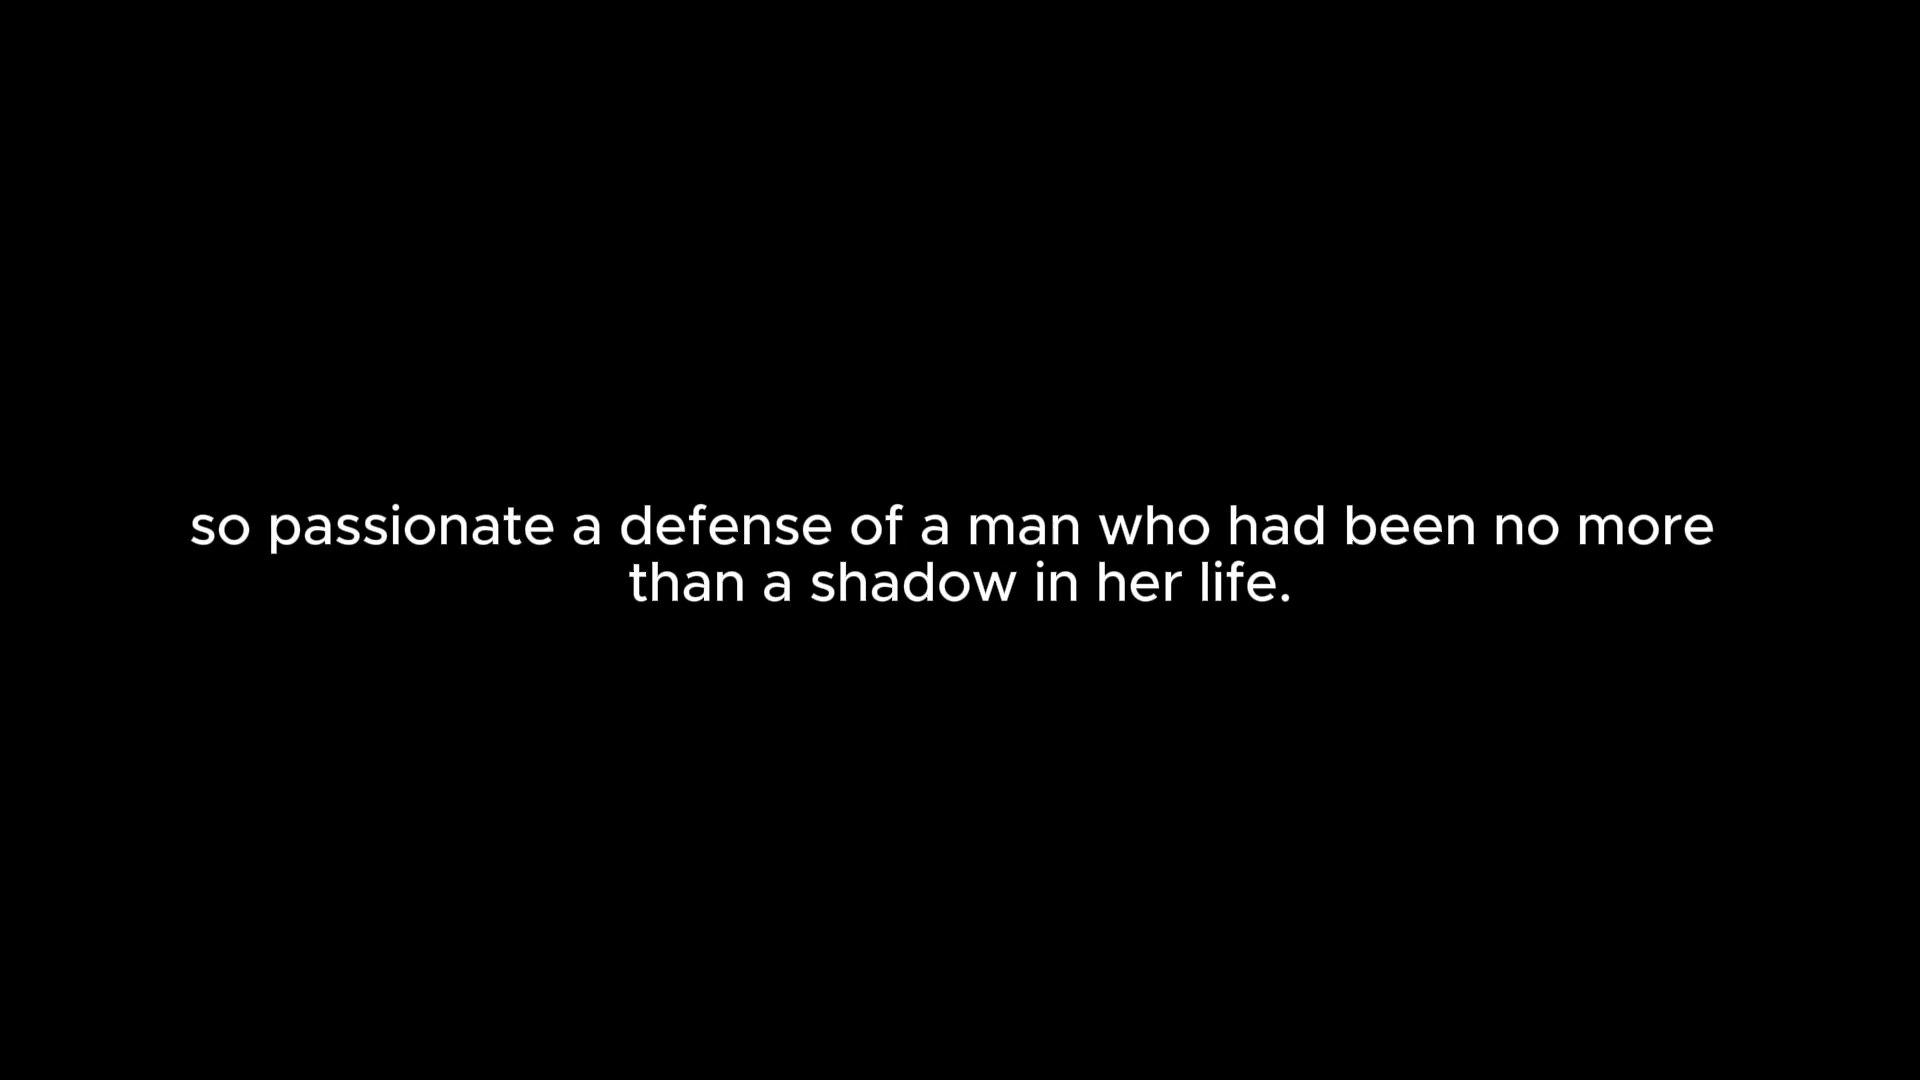 so passionate a defense of a man who had been no more
than a shadow in her life.